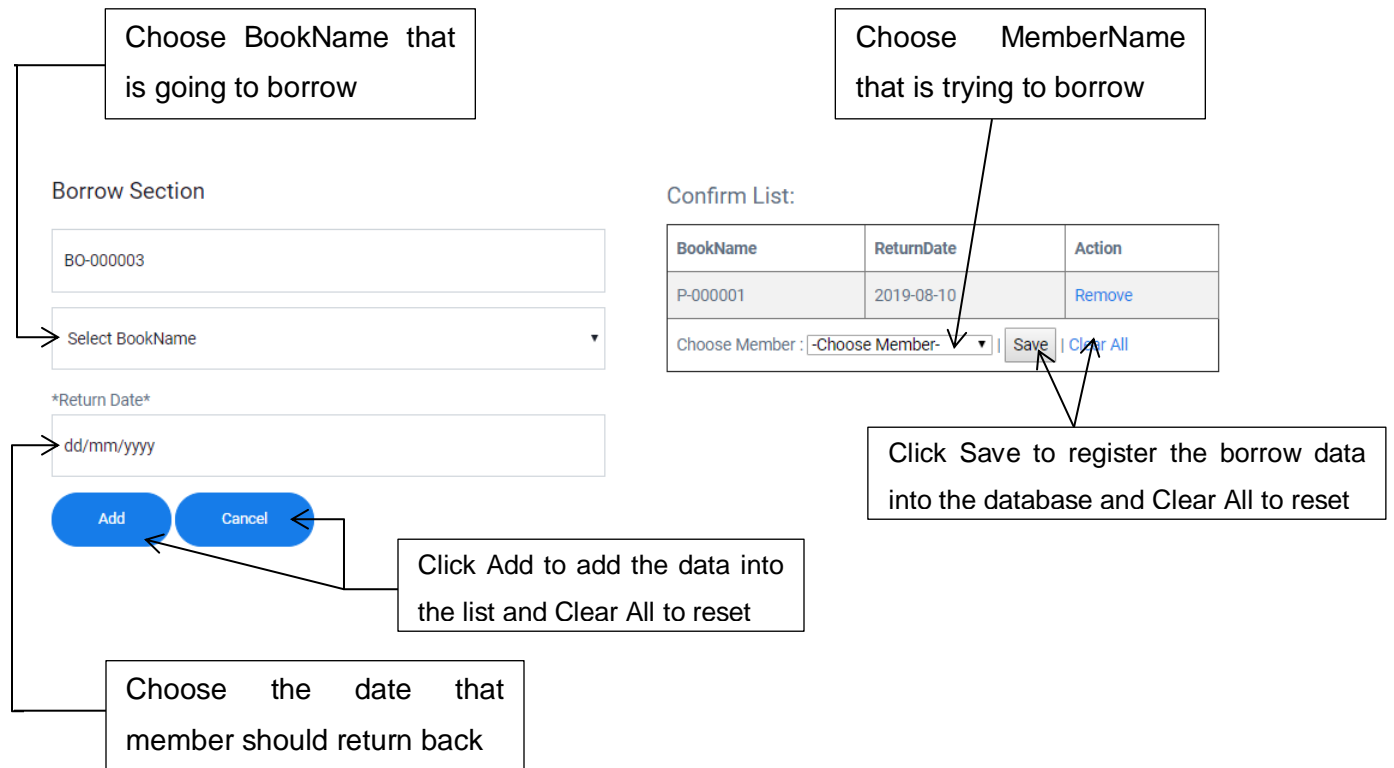 Choose BookName that
is going to borrow
Choose MemberName
that is trying to borrow
Borrow Section
BO-000003
Select BookName
*Return Date*
dd/mm/yyyy
Add Cancel
Confirm List:
BookName ReturnDate Action
P-000001 2019-08-10 Remove
Choose Member : -Choose Member- | Save | Clear All
Click Save to register the borrow data
into the database and Clear All to reset
Click Add to add the data into
the list and Clear All to reset
Choose the date that
member should return back